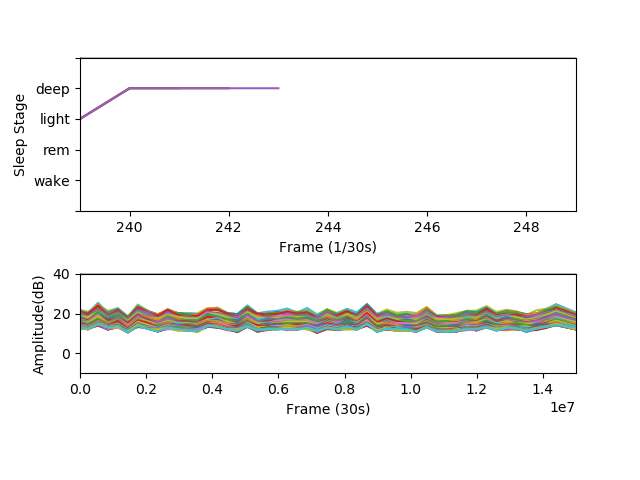 Sleep Stage
deep
light
rem
wake
240 242 244 246 248
Frame (1/30s)
Amplitude(dB)
40
20
0
0.0 0.2 0.4 0.6 0.8 1.0 1.2 1.4
1e7
Frame (30s)